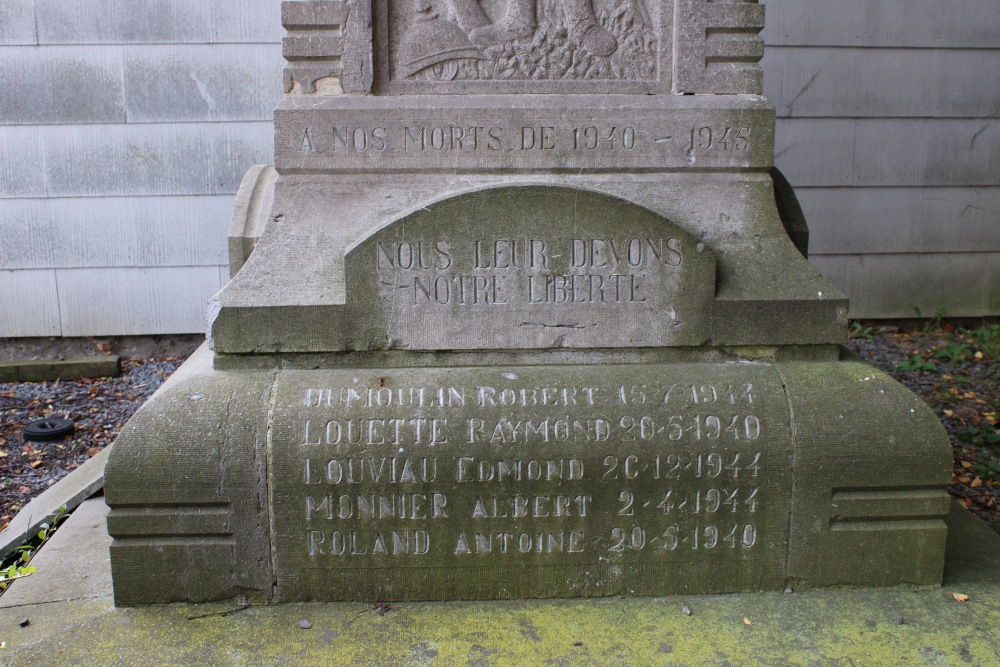 A NOS MORTS DE 1940 - 1945
NOUS LEUR DEVONS
NOTRE LIBERTE
DUMOULIN ROBERT 15·7·1944
LOUETTE RAYMOND 20·5·1940
LOUVIAU EDMOND 26·12·1944
MONNIER ALBERT 2·4·1944
ROLAND ANTOINE 20·5·1940